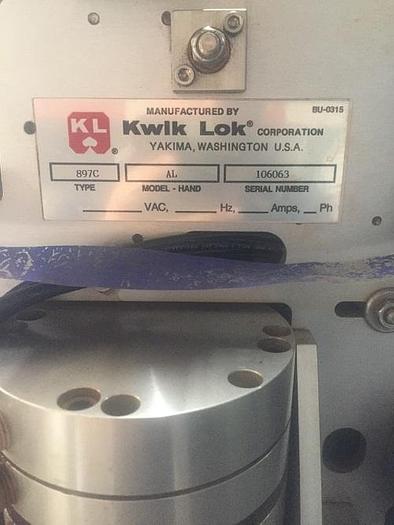 MANUFACTURED BY
BU-0315
KL
®
Kwik Lok® CORPORATION
YAKIMA, WASHINGTON U.S.A.
897C AL 106063
TYPE MODEL - HAND SERIAL NUMBER
VAC, Hz, Amps, Ph